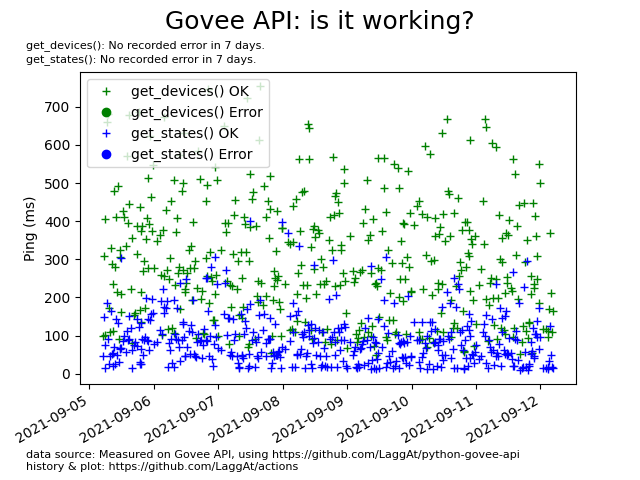 Govee API: is it working?
get_devices(): No recorded error in 7 days.
get_states(): No recorded error in 7 days.
get_devices() OK
get_devices() Error
get_states() OK
get_states() Error
Ping (ms)
700
600
500
400
300
200
100
0
2021-09-05
2021-09-06
2021-09-07
2021-09-08
2021-09-09
2021-09-10
2021-09-11
2021-09-12
data source: Measured on Govee API, using https://github.com/LaggAt/python-govee-api
history & plot: https://github.com/LaggAt/actions